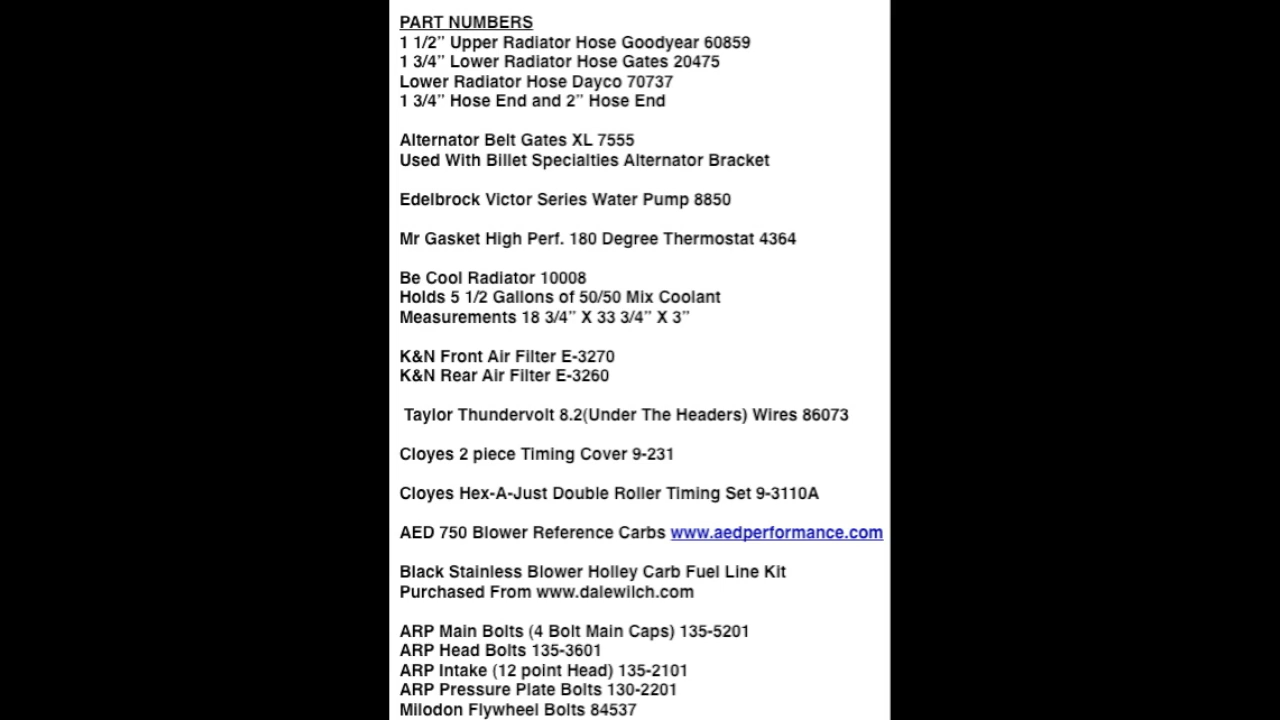 PART NUMBERS
1 1/2” Upper Radiator Hose Goodyear 60859
1 3/4” Lower Radiator Hose Gates 20475
Lower Radiator Hose Dayco 70737
1 3/4” Hose End and 2” Hose End
Alternator Belt Gates XL 7555
Used With Billet Specialties Alternator Bracket
Edelbrock Victor Series Water Pump 8850
Mr Gasket High Perf. 180 Degree Thermostat 4364
Be Cool Radiator 10008
Holds 5 1/2 Gallons of 50/50 Mix Coolant
Measurements 18 3/4” X 33 3/4” X 3”
K&N Front Air Filter E-3270
K&N Rear Air Filter E-3260
Taylor Thundervolt 8.2(Under The Headers) Wires 86073
Cloyes 2 piece Timing Cover 9-231
Cloyes Hex-A-Just Double Roller Timing Set 9-3110A
AED 750 Blower Reference Carbs www.aedperformance.com
Black Stainless Blower Holley Carb Fuel Line Kit
Purchased From www.dalewilch.com
ARP Main Bolts (4 Bolt Main Caps) 135-5201
ARP Head Bolts 135-3601
ARP Intake (12 point Head) 135-2101
ARP Pressure Plate Bolts 130-2201
Milodon Flywheel Bolts 84537